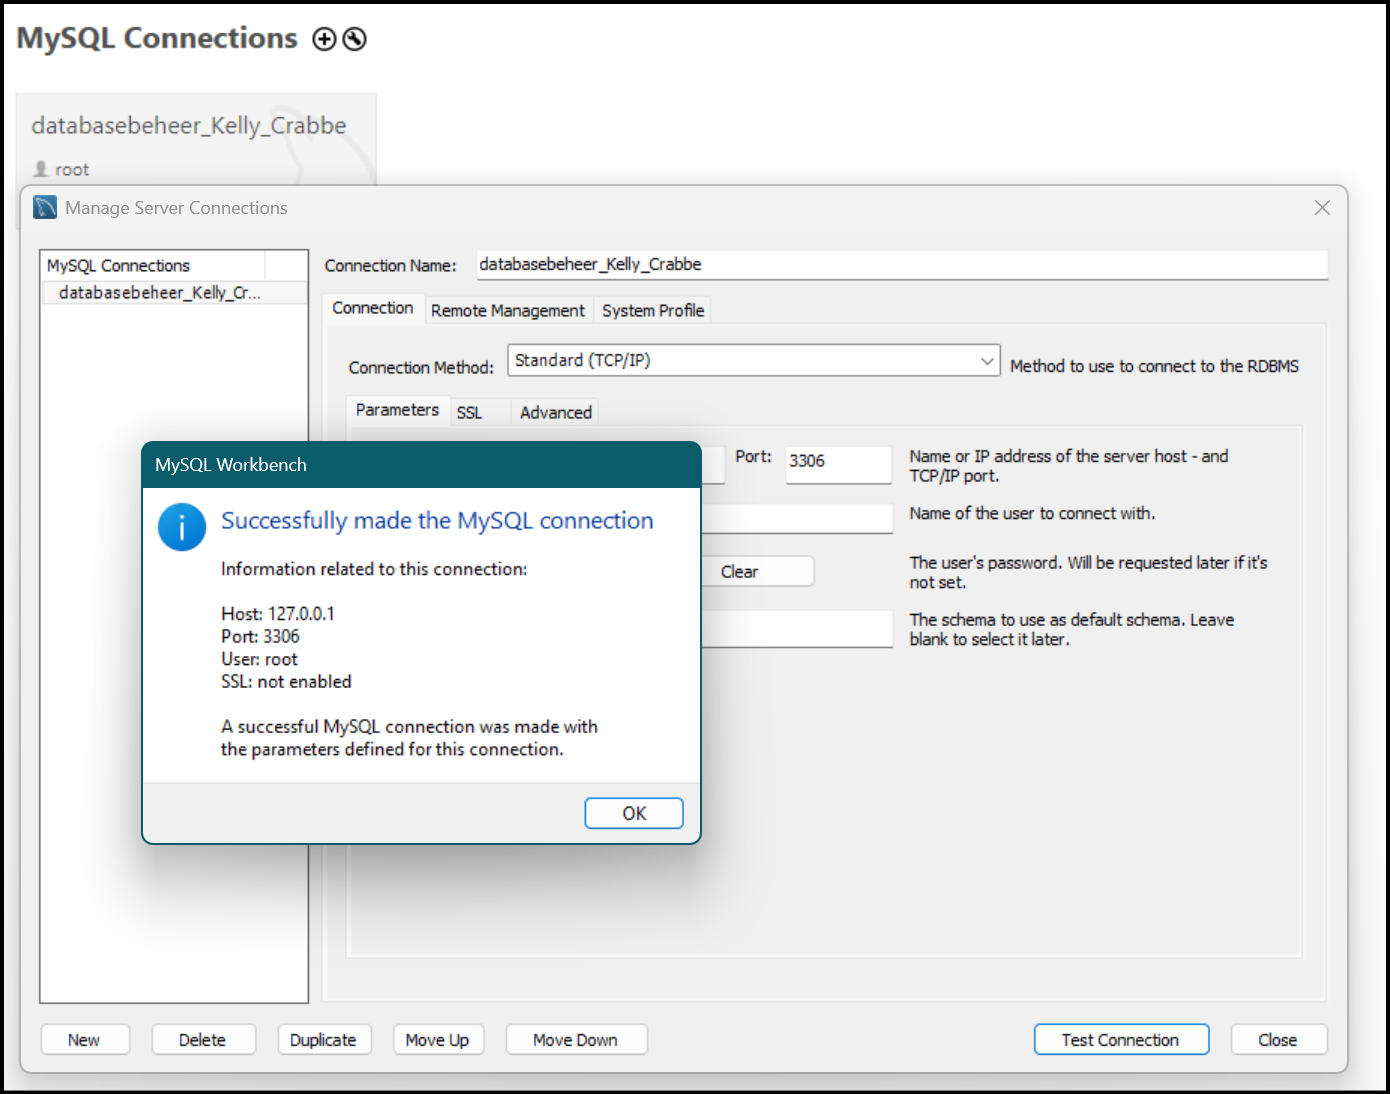 MySQL Connections
databasebeheer_Kelly_Crabbe
root
Manage Server Connections
MySQL Connections
databasebeheer_Kelly_Cr...
Connection Name: databasebeheer_Kelly_Crabbe
Connection Remote Management System Profile
Connection Method: Standard (TCP/IP) Method to use to connect to the RDBMS
Parameters SSL Advanced
Port: 3306 Name or IP address of the server host - and
TCP/IP port.
Name of the user to connect with.
Clear The user's password. Will be requested later if it's
not set.
The schema to use as default schema. Leave
blank to select it later.
MySQL Workbench
Successfully made the MySQL connection
Information related to this connection:
Host: 127.0.0.1
Port: 3306
User: root
SSL: not enabled
A successful MySQL connection was made with
the parameters defined for this connection.
OK
New Delete Duplicate Move Up Move Down Test Connection Close